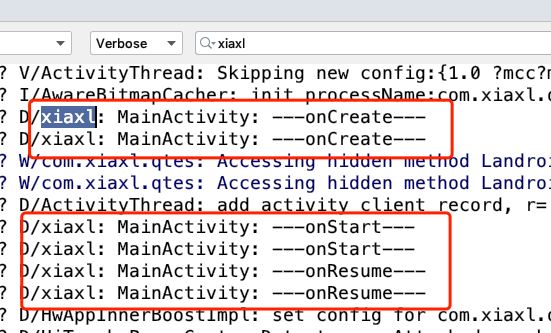 Verbose xiaxl
? V/ActivityThread: Skipping new config:{1.0 ?mcc?m
? I/AwareBitmapCacher: init processName:com.xiaxl.q
? D/xiaxl: MainActivity: ---onCreate---
? D/xiaxl: MainActivity: ---onCreate---
? W/com.xiaxl.qtes: Accessing hidden method Landroi
? W/com.xiaxl.qtes: Accessing hidden method Landroi
? D/ActivityThread: add activity client record, r=
? D/xiaxl: MainActivity: ---onStart---
? D/xiaxl: MainActivity: ---onStart---
? D/xiaxl: MainActivity: ---onResume---
? D/xiaxl: MainActivity: ---onResume---
? D/HwAppInnerBoostImpl: set config for com.xiaxl.q